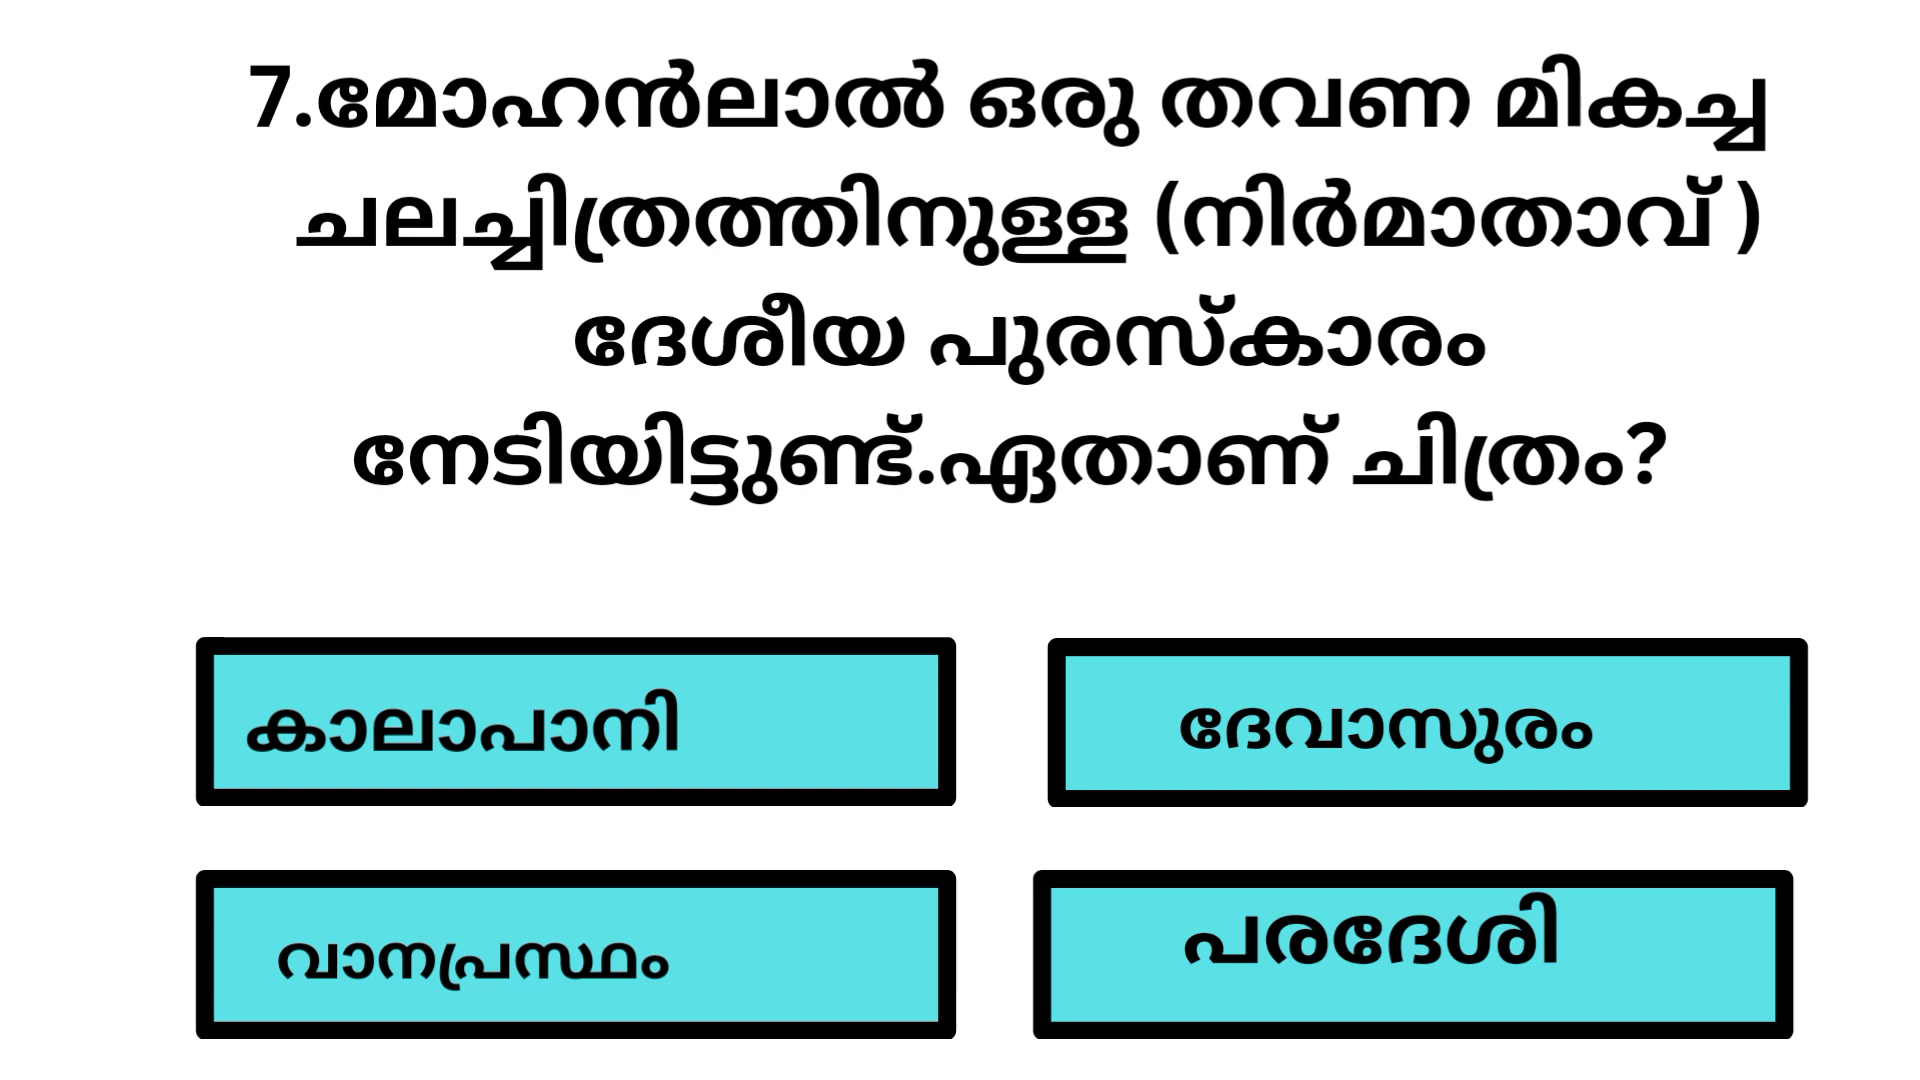 7.മോഹൻലാൽ ഒരു തവണ മികച്ച
ചലച്ചിത്രത്തിനുള്ള (നിർമാതാവ് )
ദേശീയ പുരസ്കാരം
നേടിയിട്ടുണ്ട്.ഏതാണ് ചിത്രം?
കാലാപാനി
ദേവാസുരം
വാനപ്രസ്ഥം
പരദേശി